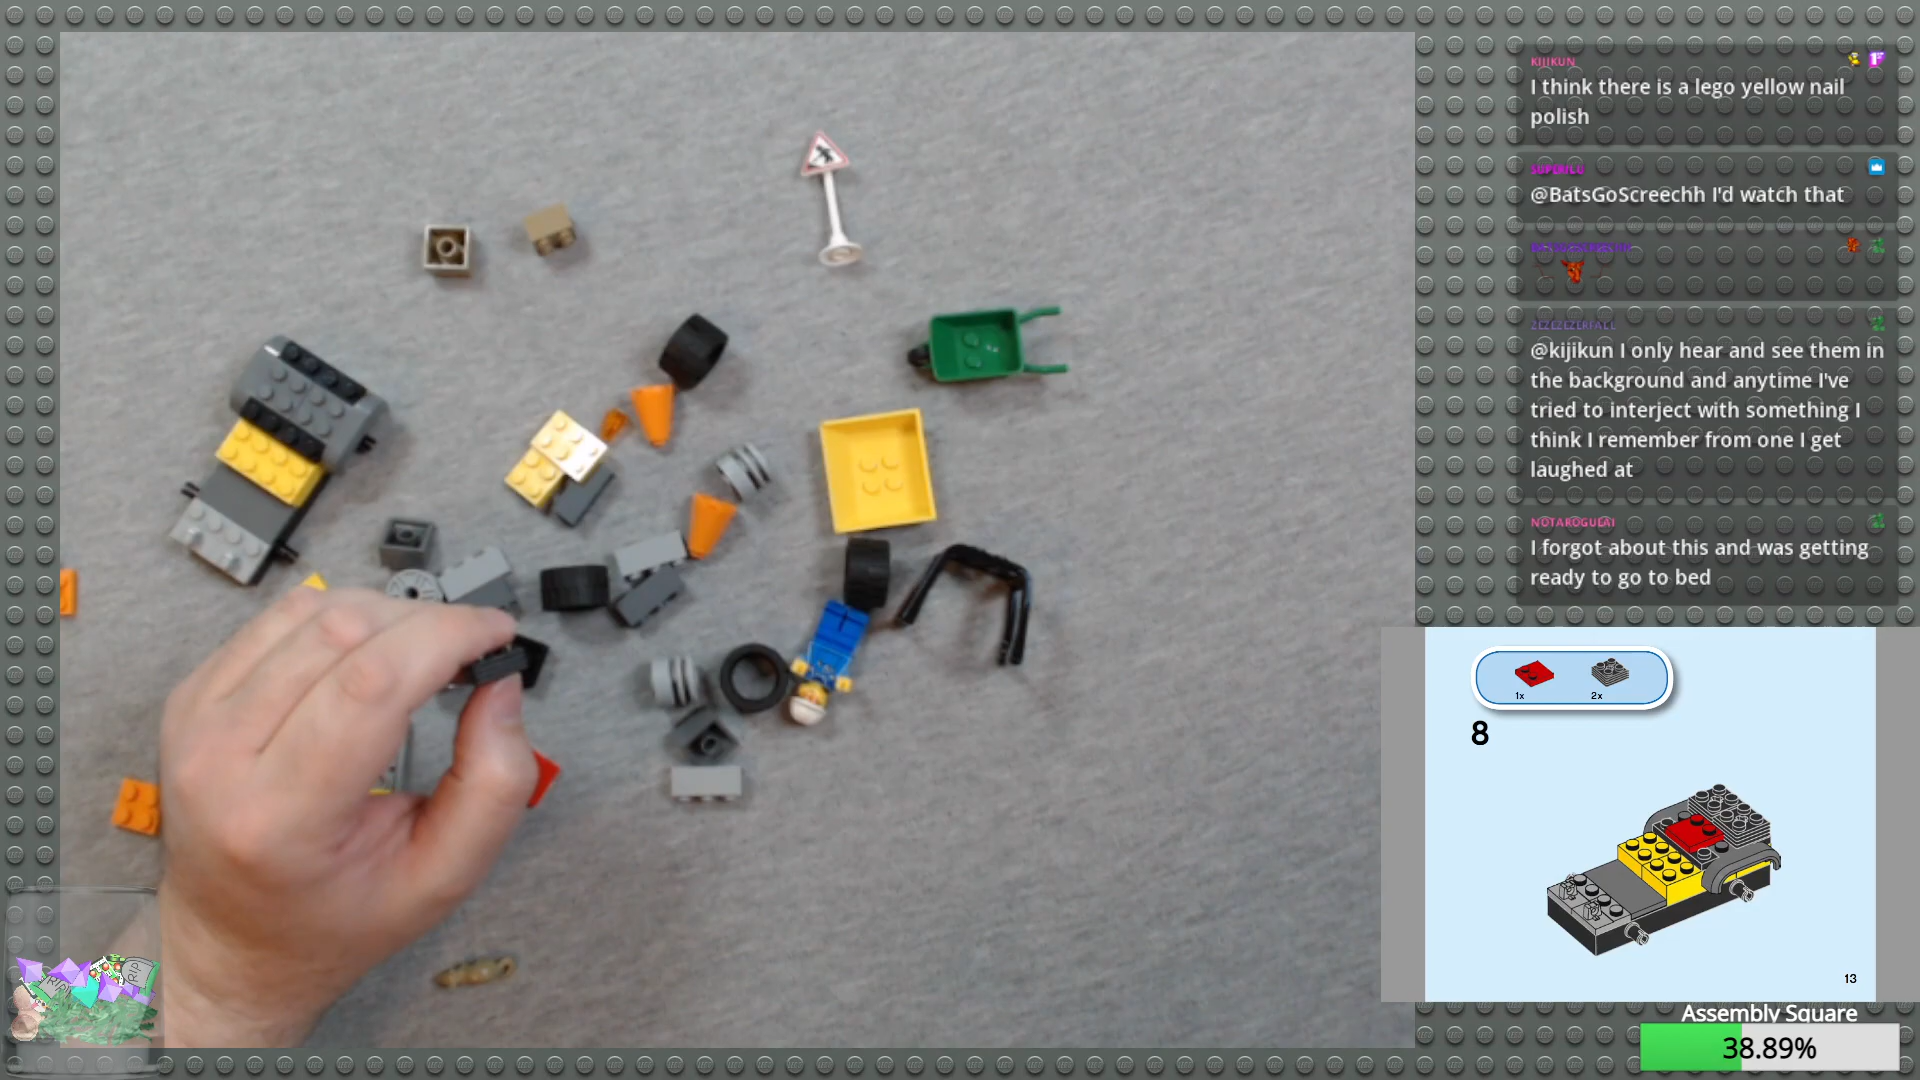 KIJIKUN
I think there is a lego yellow nail
polish
@BatsGoScreechh I'd watch that
@kijikun I only hear and see them in
the background and anytime I've
tried to interject with something I
think I remember from one I get
laughed at
NOTAROGUEAI
I forgot about this and was getting
ready to go to bed
1x
2x
8
13
Assembly Square
38.89%
RIP
RIP